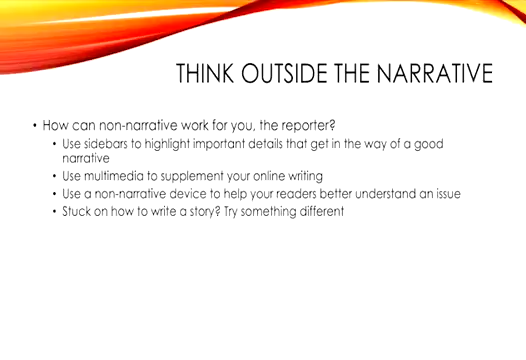 THINK OUTSIDE THE NARRATIVE
• How can non-narrative work for you, the reporter?
• Use sidebars to highlight important details that get in the way of a good
narrative
• Use multimedia to supplement your online writing
• Use a non-narrative device to help your readers better understand an issue
• Stuck on how to write a story? Try something different